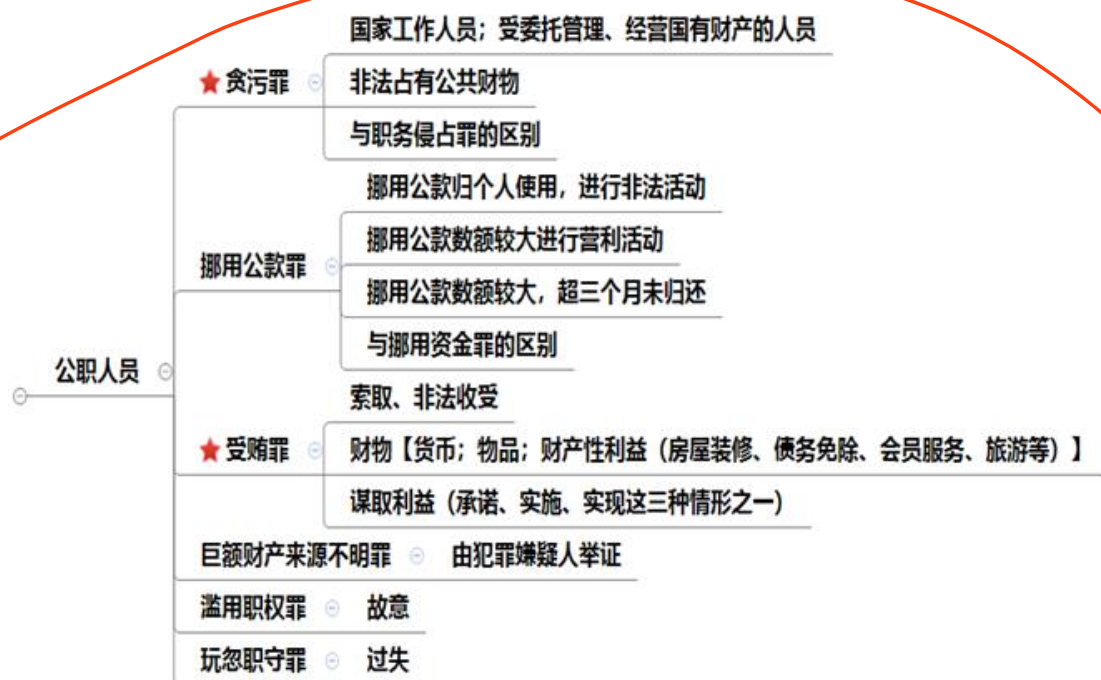 国家工作人员；受委托管理、经营国有财产的人员
★ 贪污罪
非法占有公共财物
与职务侵占罪的区别
挪用公款归个人使用，进行非法活动
挪用公款数额较大进行营利活动
挪用公款罪
挪用公款数额较大，超三个月未归还
与挪用资金罪的区别
公职人员
索取、非法收受
★ 受贿罪
财物【货币；物品；财产性利益（房屋装修、债务免除、会员服务、旅游等）】
谋取利益（承诺、实施、实现这三种情形之一）
巨额财产来源不明罪 由犯罪嫌疑人举证
滥用职权罪 故意
玩忽职守罪 过失